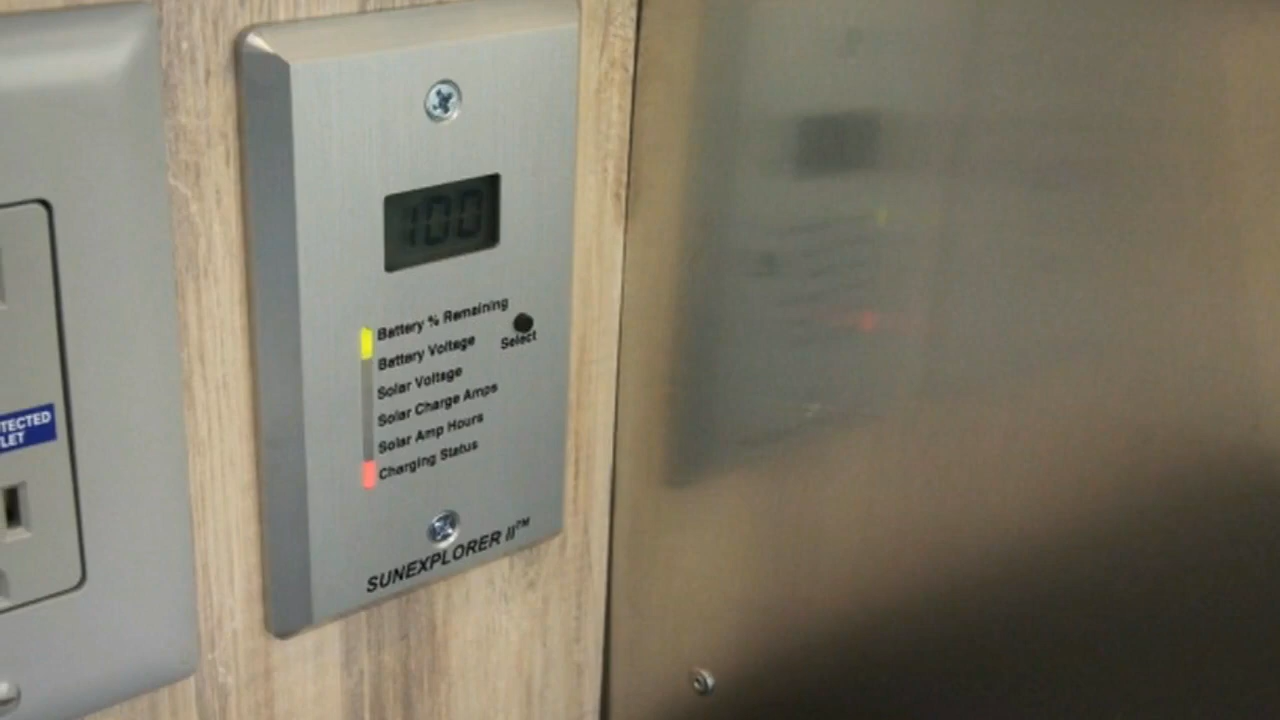 100
Battery % Remaining
Battery Voltage
Select
Solar Voltage
Solar Charge Amps
Solar Amp Hours
Charging Status
SUNEXPLORER II™
TECTED
LET